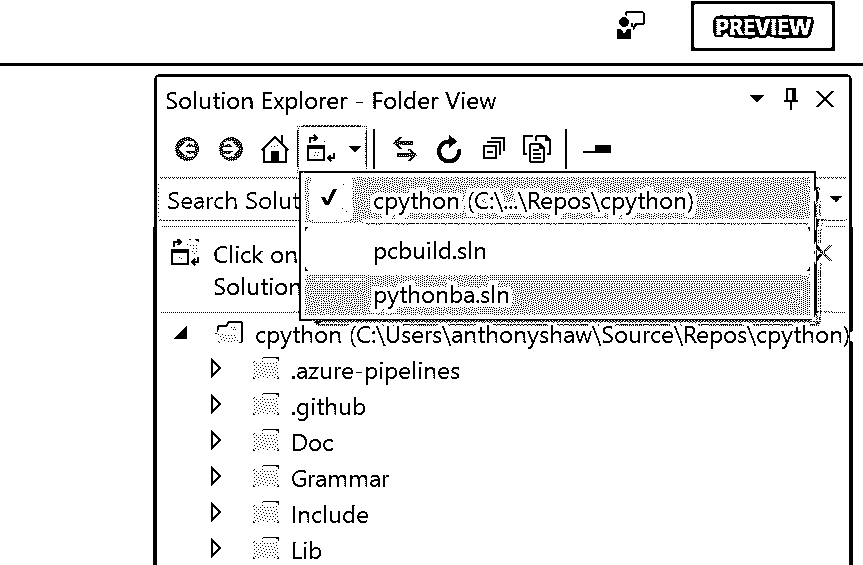 PREVIEW
Solution Explorer - Folder View
Search Solut
cpython (C:\...\Repos\cpython)
Click on
pcbuild.sln
Solution
pythonba.sln
cpython (C:\Users\anthonyshaw\Source\Repos\cpython)
.azure-pipelines
.github
Doc
Grammar
Include
Lib